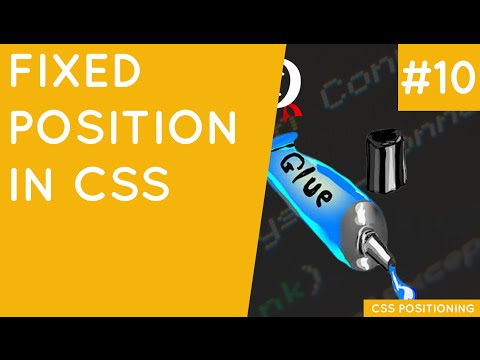 FIXED
POSITION
IN CSS
#10
Glue
CSS POSITIONING